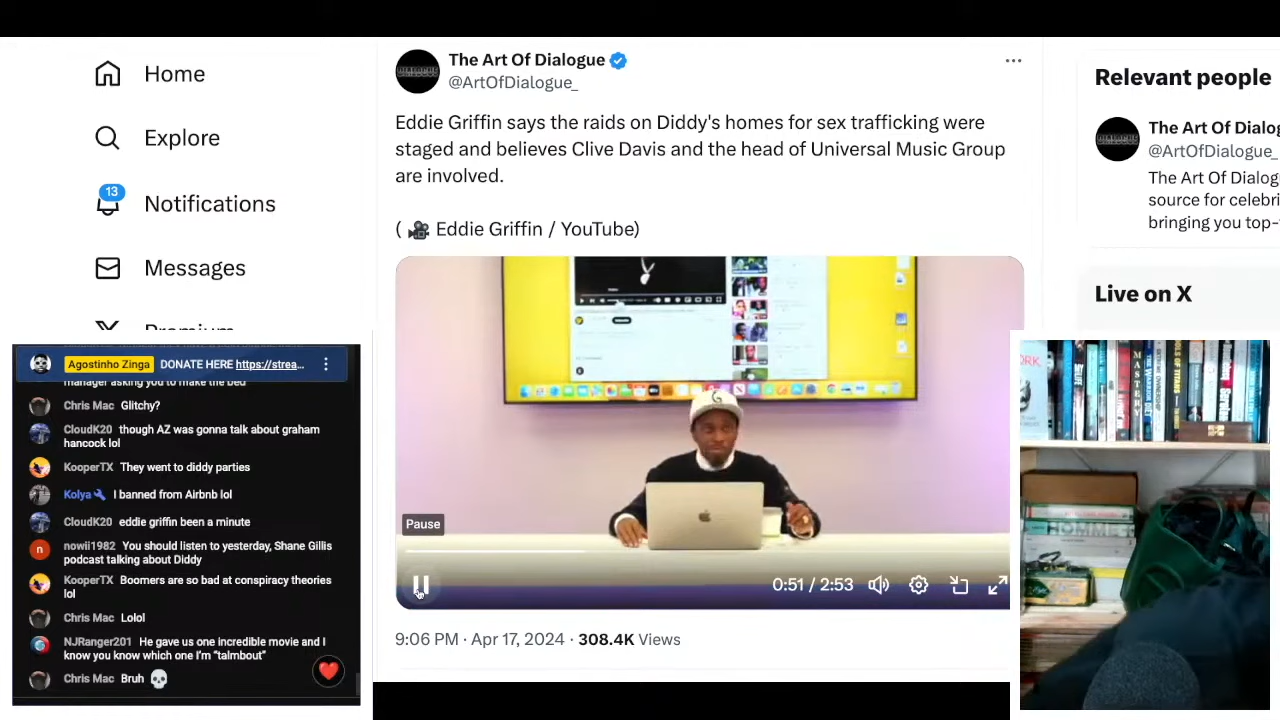 Home
Explore
13
Notifications
Messages
Premium
The Art Of Dialogue
@ArtOfDialogue_
Eddie Griffin says the raids on Diddy's homes for sex trafficking were
staged and believes Clive Davis and the head of Universal Music Group
are involved.
( 🎥 Eddie Griffin / YouTube)
Pause
0:51 / 2:53
9:06 PM · Apr 17, 2024 · 308.4K Views
Relevant people
The Art Of Dialog
@ArtOfDialogue_
The Art Of Dialog
source for celebri
bringing you top-
Live on X
Agostinho Zinga DONATE HERE https://strea...
manager asking you to make the bed
Chris Mac Glitchy?
CloudK20 though AZ was gonna talk about graham
hancock lol
KooperTX They went to diddy parties
Kolya I banned from Airbnb lol
CloudK20 eddie griffin been a minute
n nowii1982 You should listen to yesterday, Shane Gillis
podcast talking about Diddy
KooperTX Boomers are so bad at conspiracy theories
lol
Chris Mac Lolol
NJRanger201 He gave us one incredible movie and I
know you know which one I'm "talmbout"
Chris Mac Bruh 💀
MASTERY
THE WARRIOR DIET
HOMME